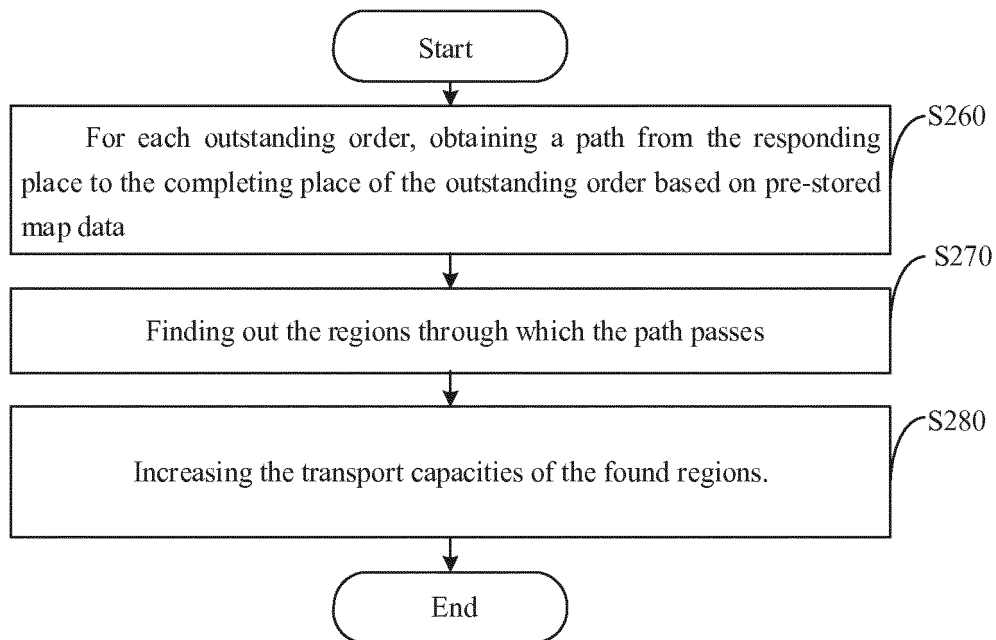 Start
S260
For each outstanding order, obtaining a path from the responding
place to the completing place of the outstanding order based on pre-stored
map data
S270
Finding out the regions through which the path passes
S280
Increasing the transport capacities of the found regions.
End